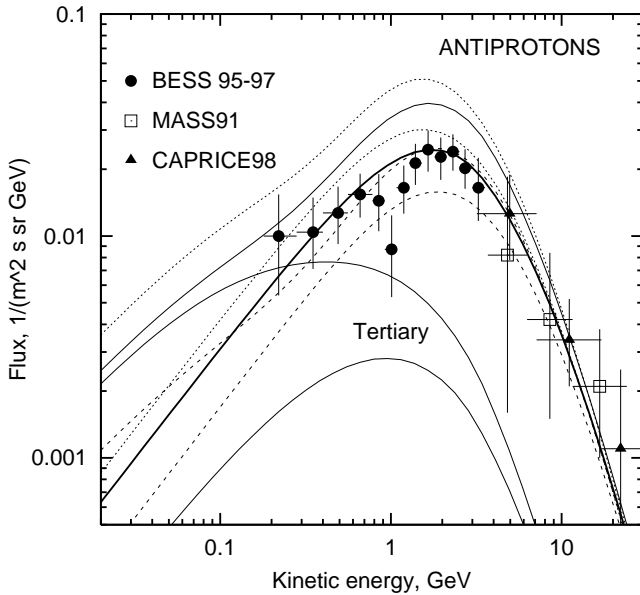 ANTIPROTONS
BESS 95-97
MASS91
CAPRICE98
Tertiary
0.1
0.01
0.001
Flux, 1/(m^2 s sr GeV)
0.1
1
10
Kinetic energy, GeV